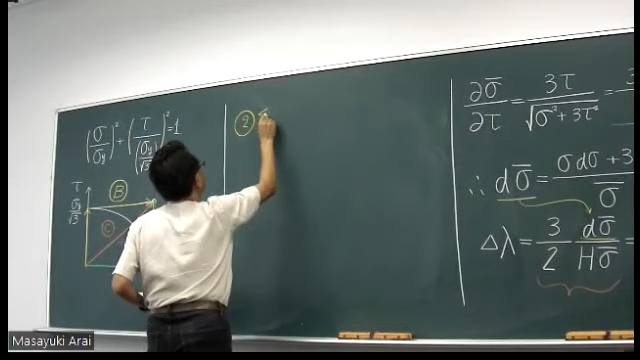 (σ/σy)² + (τ/(σy/√3))² = 1
τ
σy/√3
Ⓑ
Ⓒ
②
∂σ̄/∂τ = 3τ/√(σ² + 3τ²) =
∴ dσ̄ = (σdσ + 3)/σ̄
Δλ = 3/2 dσ̄/Hσ̄ =
Masayuki Arai